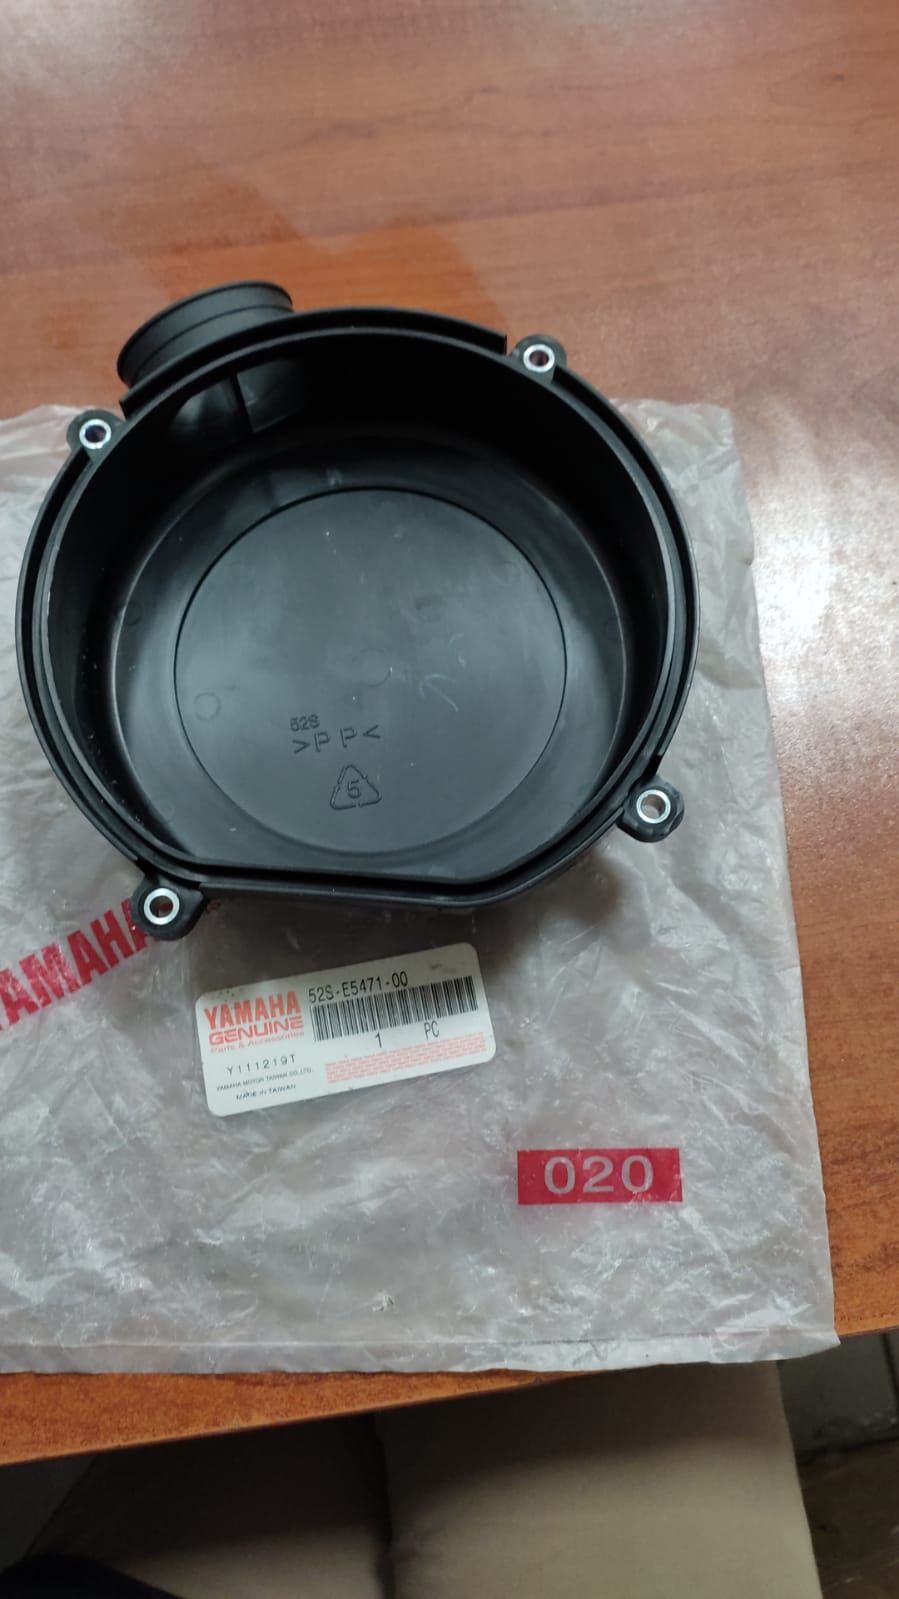 52S
>PP<
5
YAMAHA
YAMAHA
GENUINE
Parts & Accessories
52S-E5471-00
1 PC
Y111219T
YAMAHA MOTOR TAIWAN CO.,LTD.
MADE IN TAIWAN
020